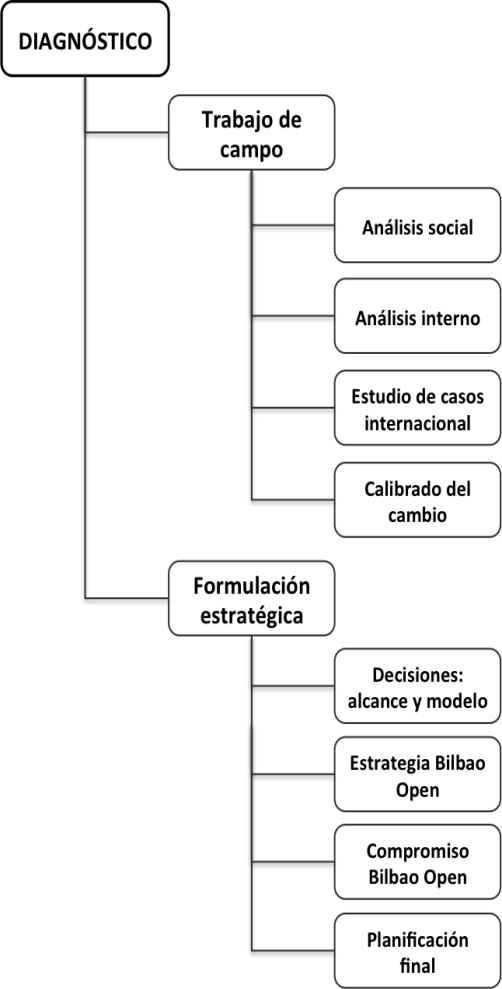 DIAGNÓSTICO
Trabajo de
campo
Análisis social
Análisis interno
Estudio de casos
internacional
Calibrado del
cambio
Formulación
estratégica
Decisiones:
alcance y modelo
Estrategia Bilbao
Open
Compromiso
Bilbao Open
Planificación
final